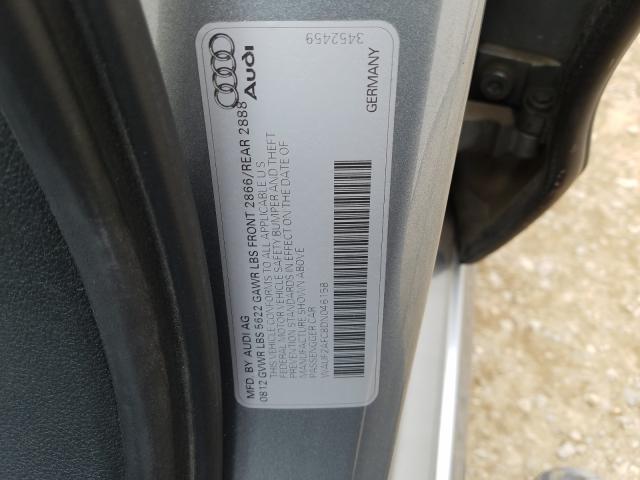 MFD. BY AUDI AG
08 12 GVWR LBS 5622 GAWR LBS FRONT 2866/REAR 2888
THIS VEHICLE CONFORMS TO ALL APPLICABLE U.S.
FEDERAL MOTOR VEHICLE SAFETY BUMPER AND THEFT
PREVENTION STANDARDS IN EFFECT ON THE DATE OF
MANUFACTURE SHOWN ABOVE
PASSENGER CAR
WAUF2AFC8DN046158
Audi
GERMANY
3452459